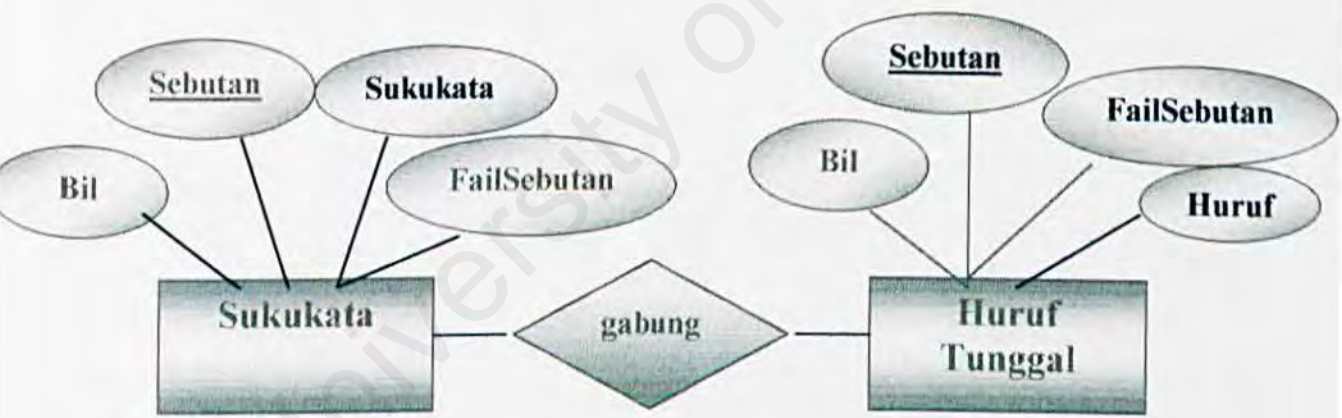 Sebutan
Sukukata
Bil
FailSebutan
Sukukata
gabung
Sebutan
FailSebutan
Bil
Huruf
Huruf
Tunggal